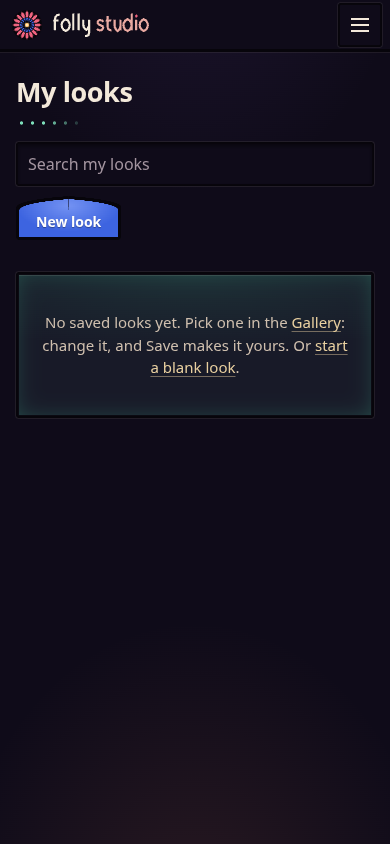 folly studio
My looks
Search my looks
New look
No saved looks yet. Pick one in the Gallery:
change it, and Save makes it yours. Or start
a blank look.